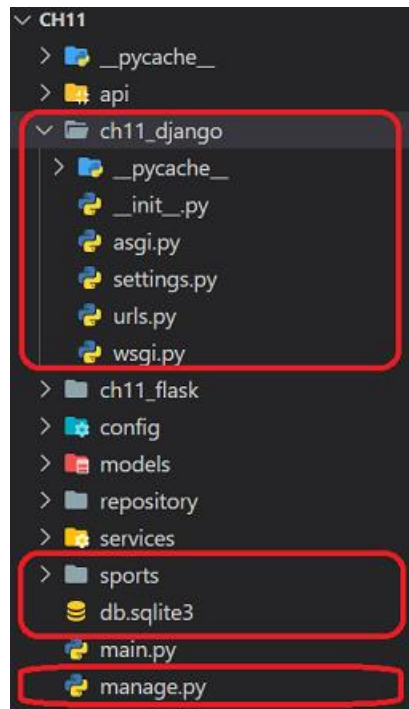 CH11
__pycache__
api
ch11_django
__pycache__
__init__.py
asgi.py
settings.py
urls.py
wsgi.py
ch11_flask
config
models
repository
services
sports
db.sqlite3
main.py
manage.py